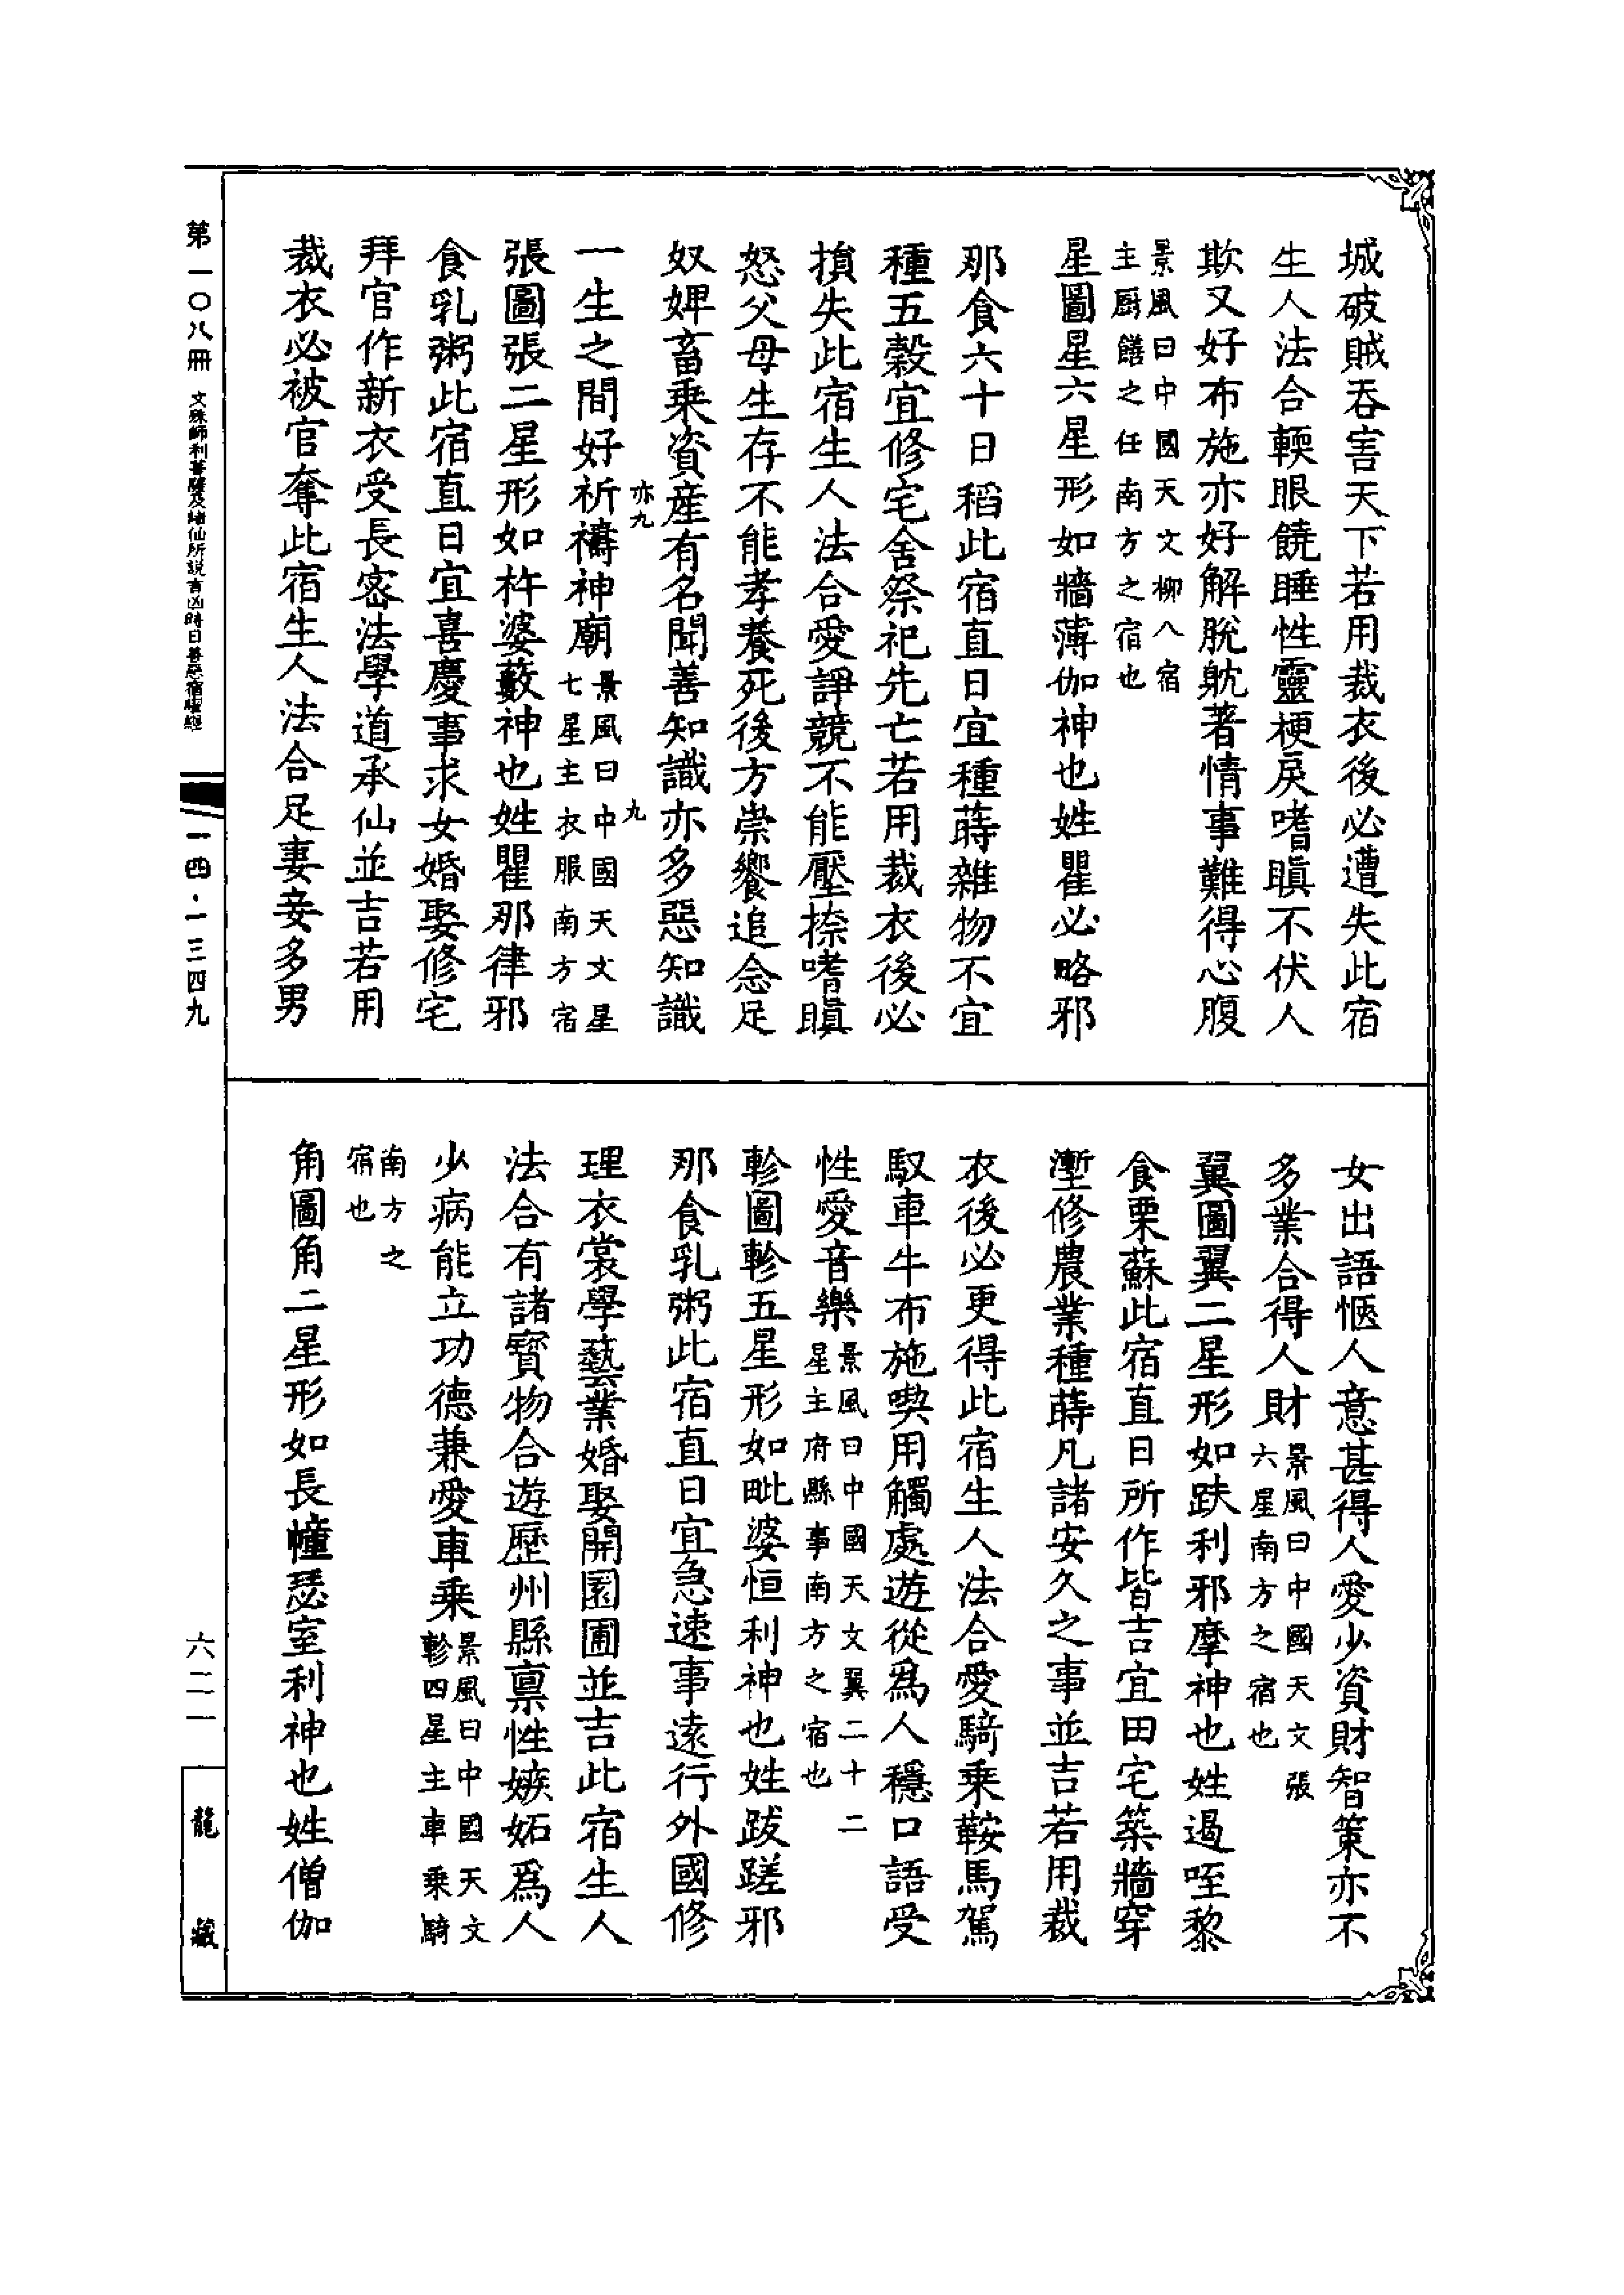 城破賊吞害天下若用裁衣後必遭失此宿
生人法合輭眼饒睡性靈梗戾嗜瞋不伏人
欺又好布施亦好解脫躭著情事難得心腹
景風曰中國天文柳八宿
主厨饍之任南方之宿也
星圖星六星形如牆薄伽神也姓瞿必略邪
那食六十日稻此宿直日宜種蒔雜物不宜
種五穀宜修宅舍祭祀先亡若用裁衣後必
損失此宿生人法合愛諍競不能壓捺嗜瞋
怒父母生存不能孝養死後方崇饗追念足
奴婢畜乘資産有名聞善知識亦多惡知識
亦九
九
一生之間好祈禱神廟
景風曰中國天文星
七星主衣服南方宿
張圖張二星形如杵婆藪神也姓瞿那律邪
食乳粥此宿直日宜喜慶事求女婚娶修宅
拜官作新衣受長密法學道承仙並吉若用
裁衣必被官奪此宿生人法合足妻妾多男
女出語愜人意甚得人愛少資財智策亦不
多業合得人財
景風曰中國天文張
六星南方之宿也
翼圖翼二星形如趺利邪摩神也姓遏咥黎
食栗蘇此宿直日所作皆吉宜田宅築牆穿
壍修農業種蒔凡諸安久之事並吉若用裁
衣後必更得此宿生人法合愛騎乘鞍馬駕
馭車牛布施喫用觸處遊從爲人穩口語受
性愛音樂
景風曰中國天文翼二十二
星主府縣事南方之宿也
軫圖軫五星形如毗婆恒利神也姓跋蹉邪
那食乳粥此宿直日宜急速事遠行外國修
理衣裳學藝業婚娶開園圃並吉此宿生人
法合有諸寶物合遊歷州縣禀性嫉妬爲人
少病能立功德兼愛車乘
景風曰中國天文
軫四星主車乘騎
南方之
宿也
角圖角二星形如長幢瑟室利神也姓僧伽
第一〇八冊 文殊師利菩薩及諸仙所説吉凶時日善惡宿曜經
一四·一三四九
六二一
龍藏